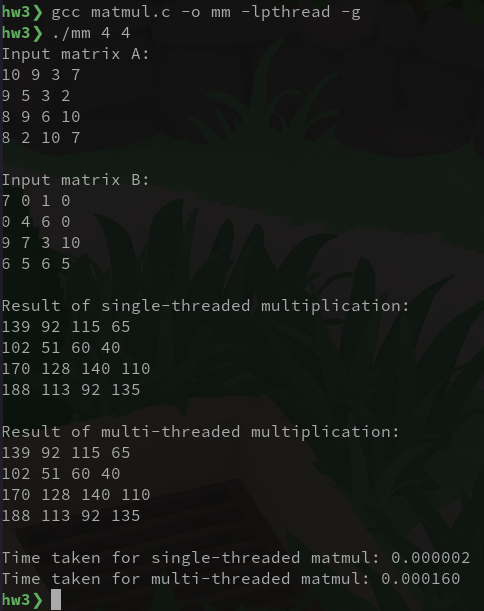 hw3❯ gcc matmul.c -o mm -lpthread -g
hw3❯ ./mm 4 4
Input matrix A:
10 9 3 7
9 5 3 2
8 9 6 10
8 2 10 7
Input matrix B:
7 0 1 0
0 4 6 0
9 7 3 10
6 5 6 5
Result of single-threaded multiplication:
139 92 115 65
102 51 60 40
170 128 140 110
188 113 92 135
Result of multi-threaded multiplication:
139 92 115 65
102 51 60 40
170 128 140 110
188 113 92 135
Time taken for single-threaded matmul: 0.000002
Time taken for multi-threaded matmul: 0.000160
hw3❯